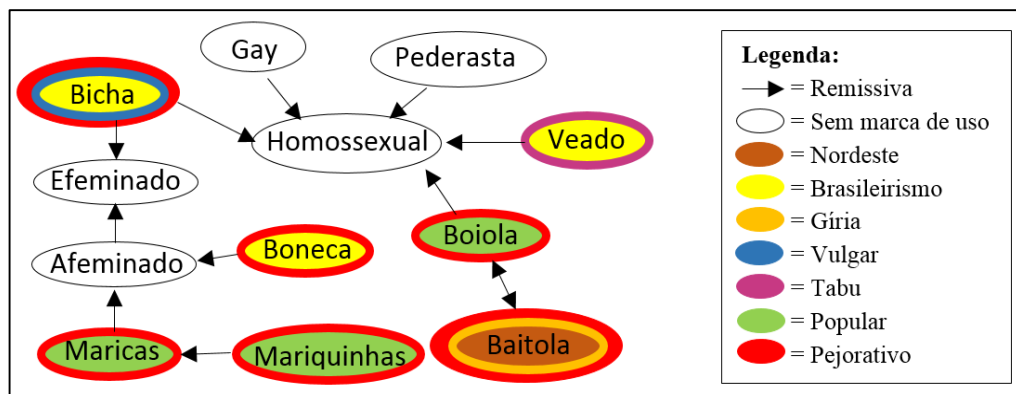 Gay
Pederasta
Bicha
Homossexual
Veado
Efeminado
Boiola
Boneca
Afeminado
Baitola
Maricas
Mariquinhas
Legenda:
= Remissiva
= Sem marca de uso
= Nordeste
= Brasileirismo
= Gíria
= Vulgar
= Tabu
= Popular
= Pejorativo